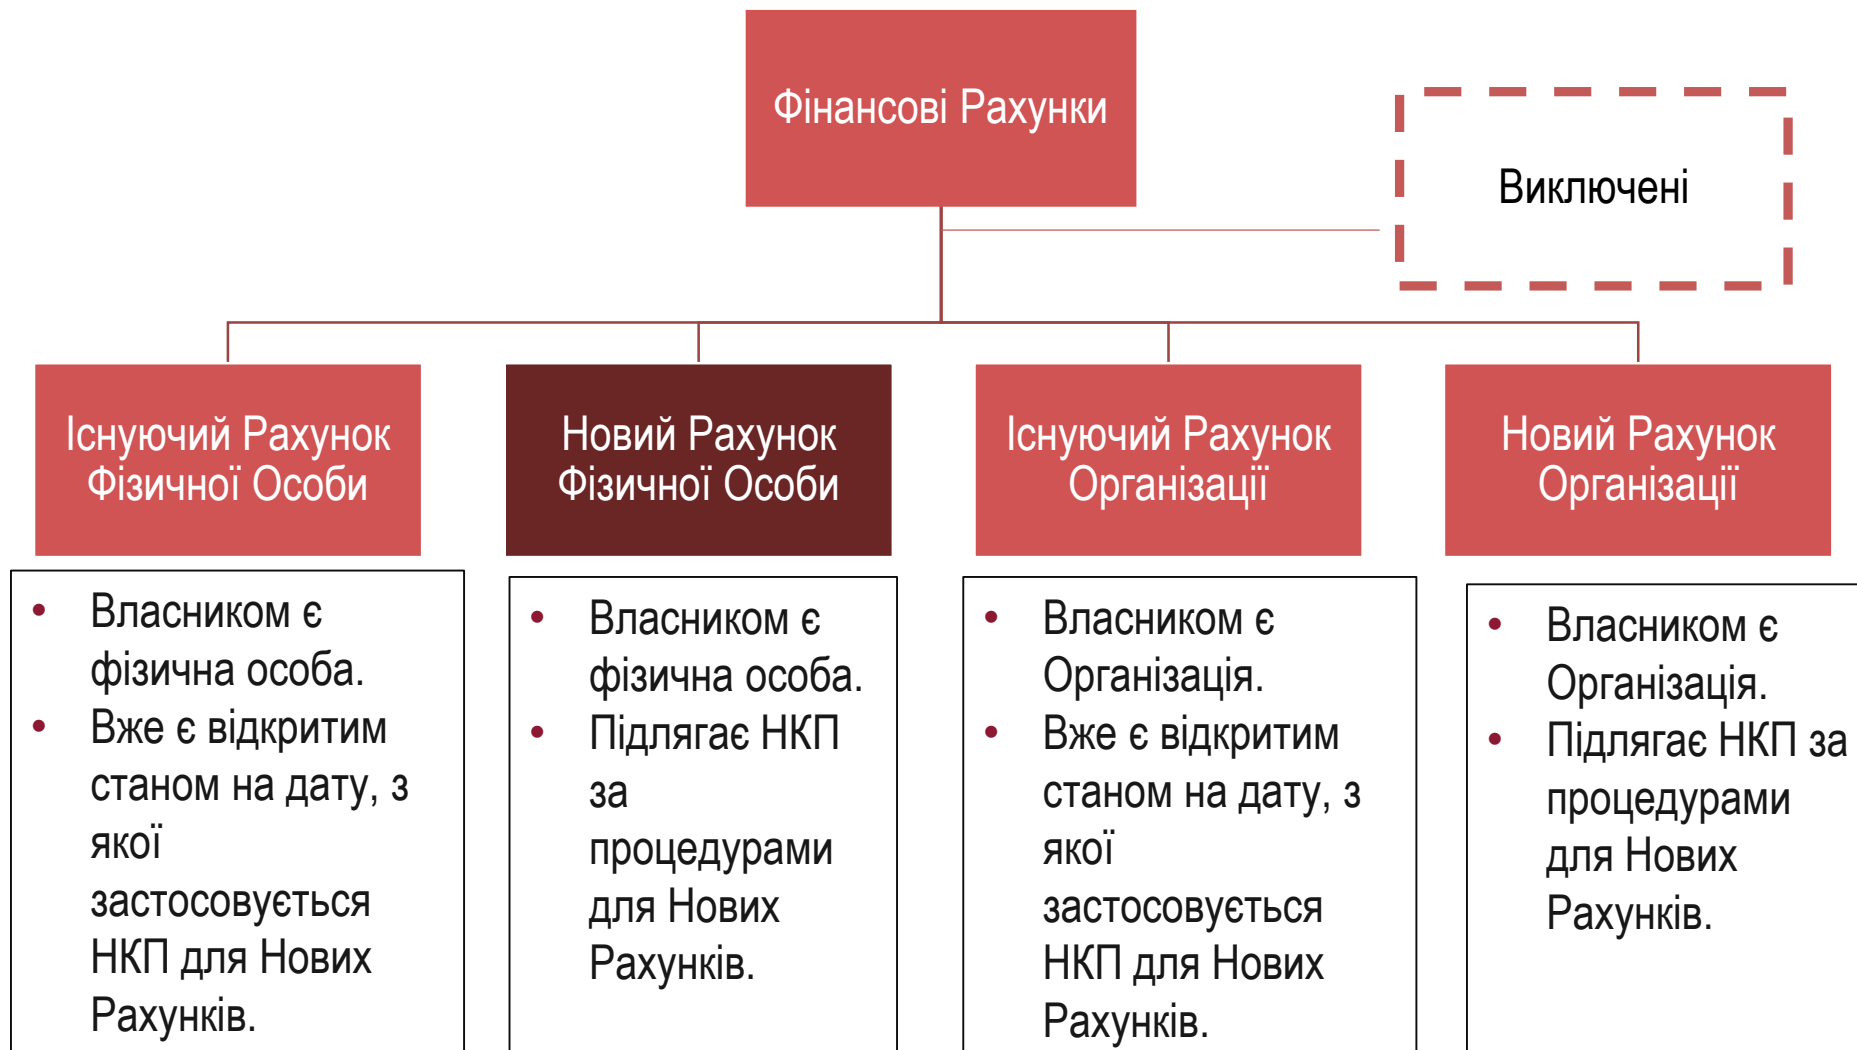 Фінансові Рахунки
Виключені
Існуючий Рахунок
Фізичної Особи
Новий Рахунок
Фізичної Особи
Існуючий Рахунок
Організації
Новий Рахунок
Організації
• Власником є
фізична особа.
• Вже є відкритим
станом на дату, з
якої
застосовується
НКП для Нових
Рахунків.
• Власником є
фізична особа.
• Підлягає НКП
за
процедурами
для Нових
Рахунків.
• Власником є
Організація.
• Вже є відкритим
станом на дату, з
якої
застосовується
НКП для Нових
Рахунків.
• Власником є
Організація.
• Підлягає НКП за
процедурами
для Нових
Рахунків.